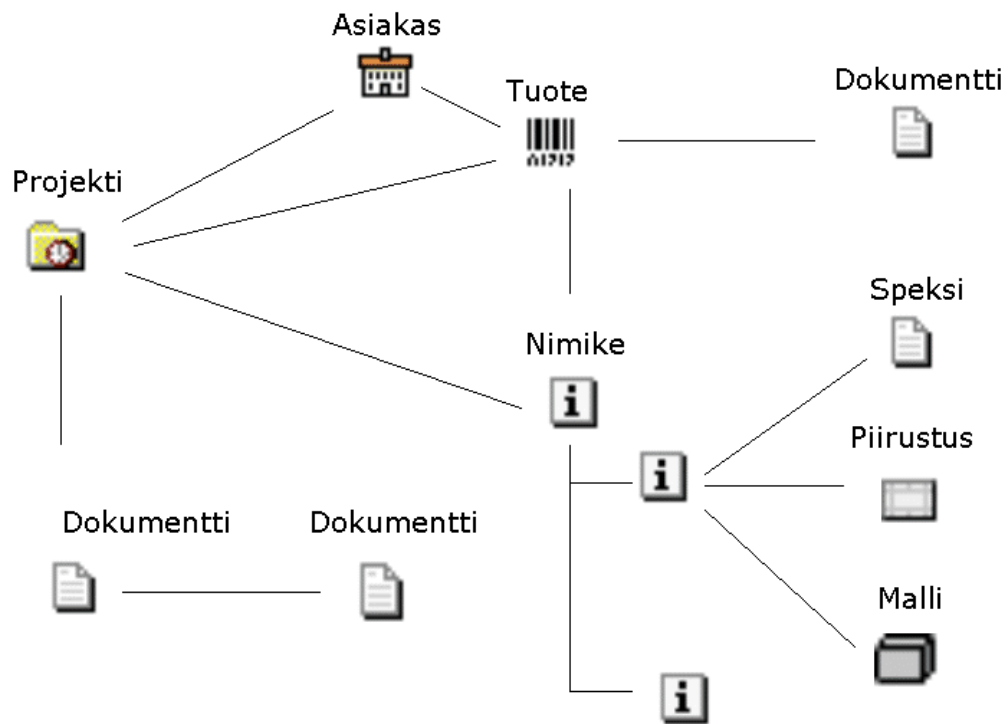 Asiakas
Tuote
Dokumentti
Projekti
Speksi
Nimike
Piirustus
Dokumentti
Dokumentti
Malli